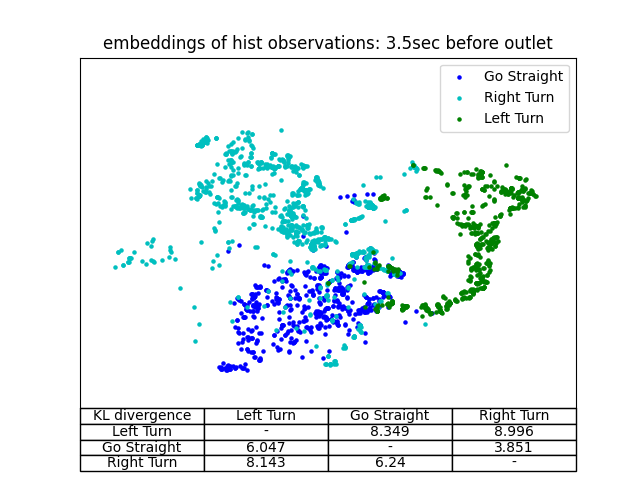 embeddings of hist observations: 3.5sec before outlet
Go Straight
Right Turn
Left Turn
KL divergence Left Turn Go Straight Right Turn
Left Turn - 8.349 8.996
Go Straight 6.047 - 3.851
Right Turn 8.143 6.24 -